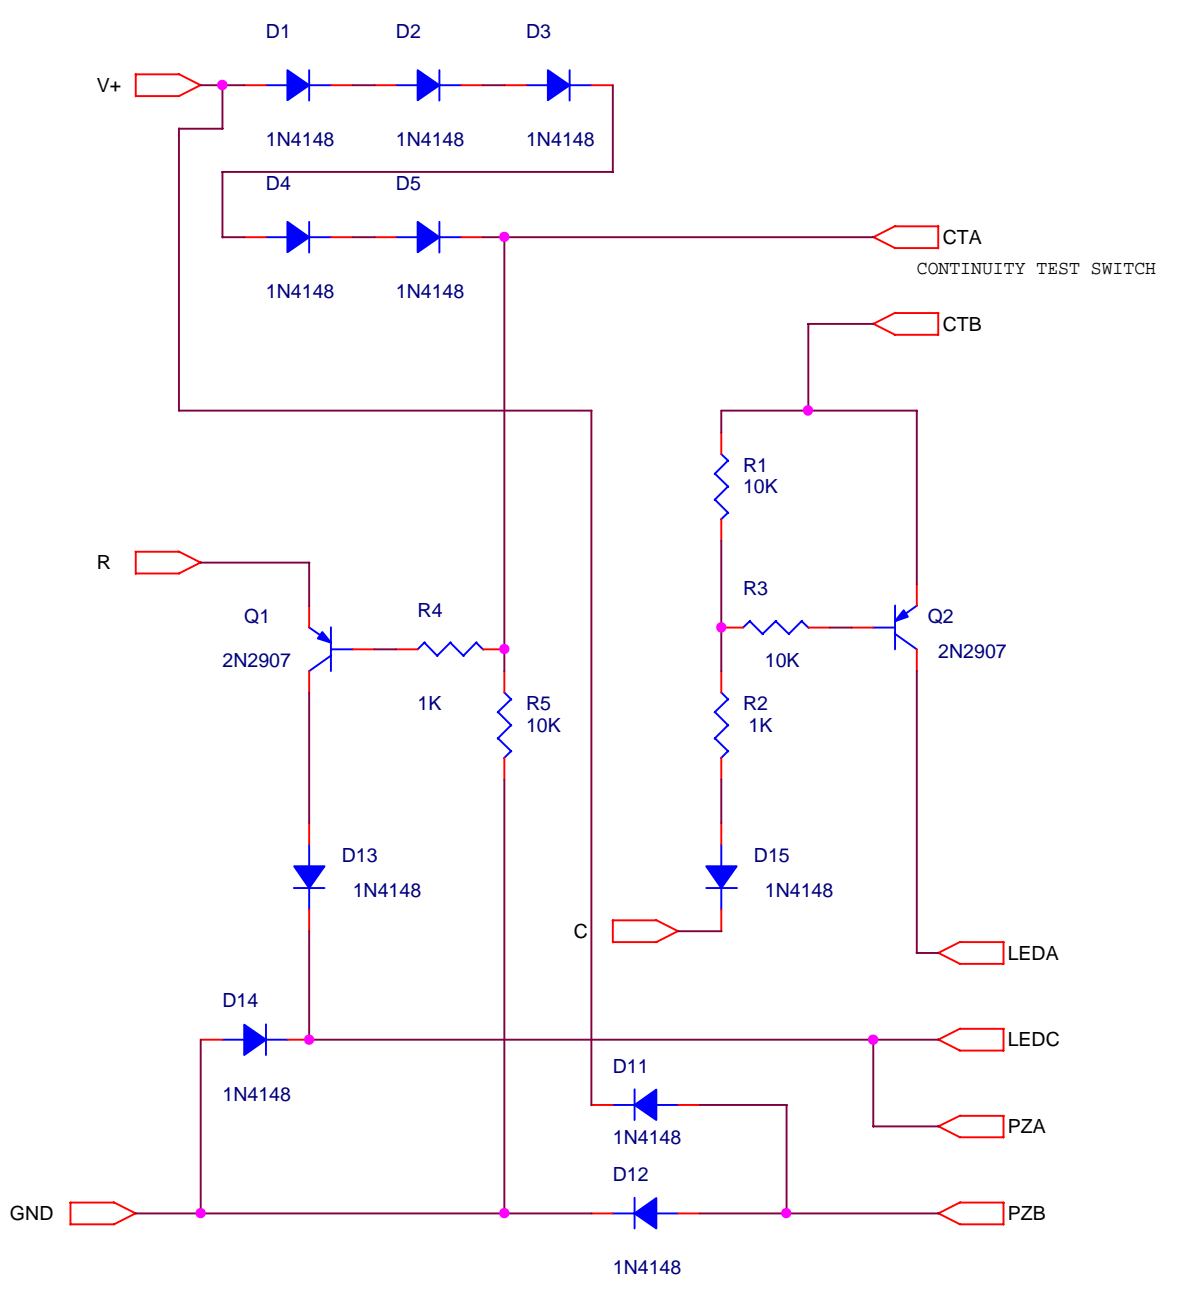 D1
D2
D3
V+
1N4148
1N4148
1N4148
D4
D5
CTA
CONTINUITY TEST SWITCH
1N4148
1N4148
CTB
R1
10K
R
R3
Q1
R4
Q2
2N2907
10K
2N2907
1K
R5
10K
R2
1K
D13
1N4148
D15
1N4148
C
LEDA
D14
LEDC
D11
1N4148
PZA
1N4148
D12
GND
PZB
1N4148